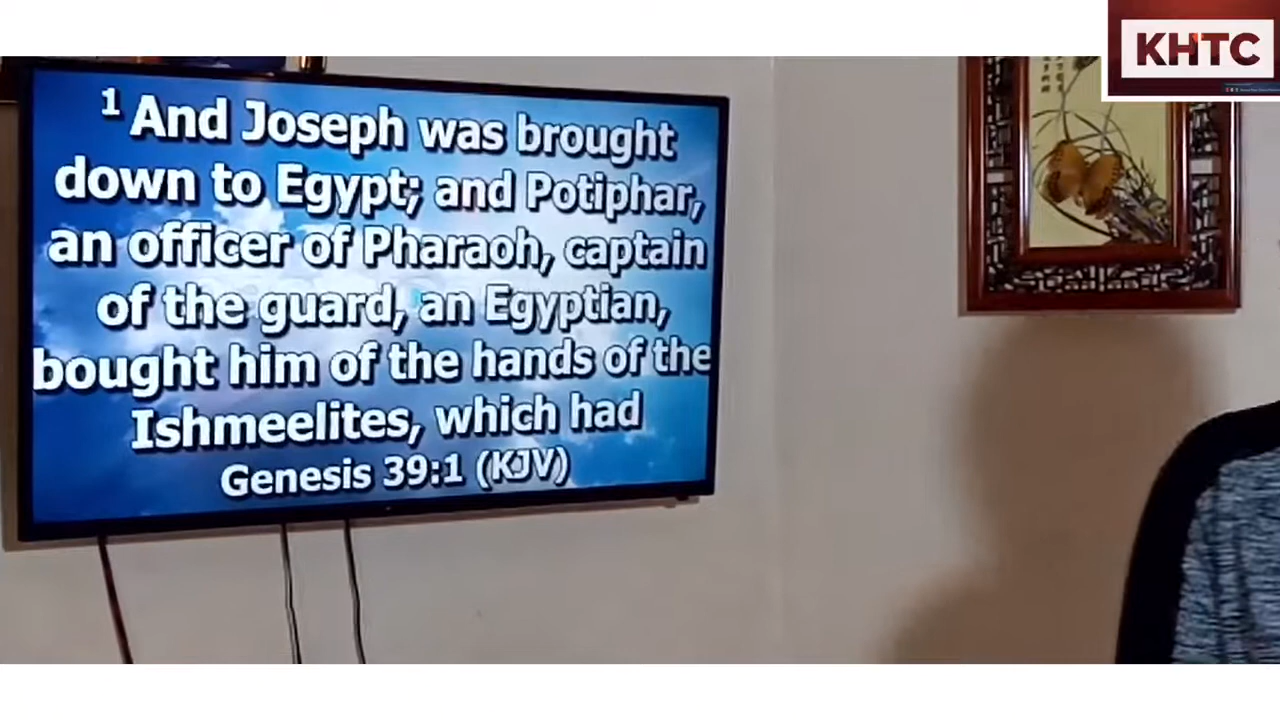 KHTC
1 And Joseph was brought
down to Egypt; and Potiphar,
an officer of Pharaoh, captain
of the guard, an Egyptian,
bought him of the hands of the
Ishmeelites, which had
Genesis 39:1 (KJV)